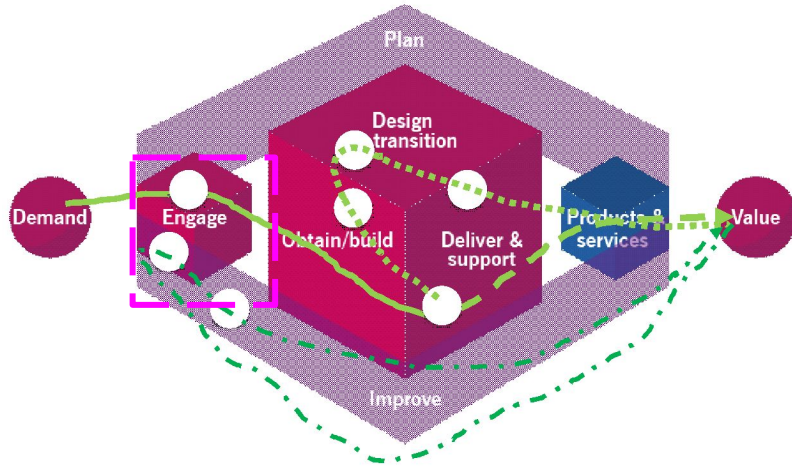 Plan
Design
transition
Demand
Engage
Obtain/build
Deliver &
support
Products &
services
Value
Improve